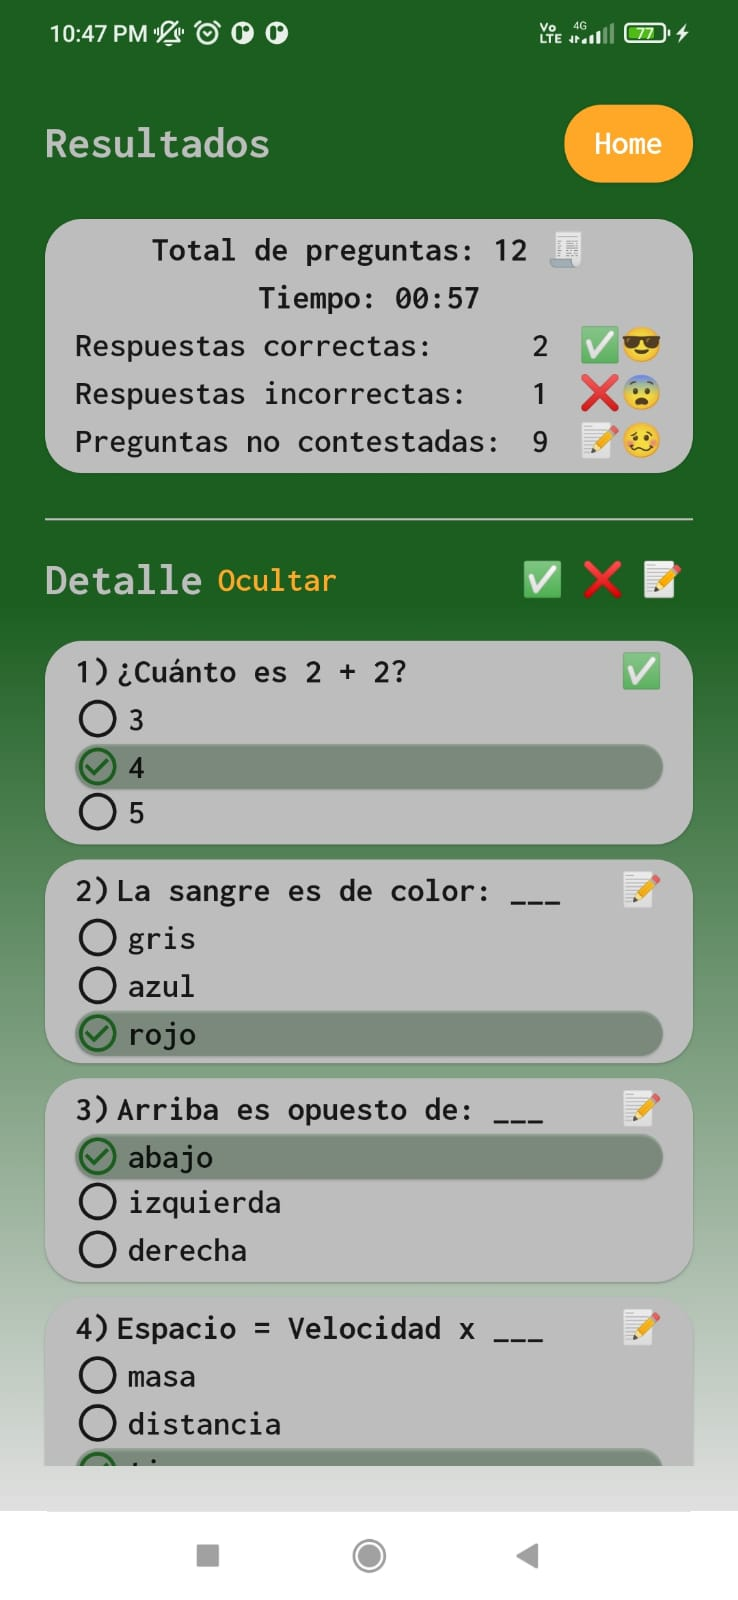 10:47 PM Vo LTE 4G 77
Resultados Home
Total de preguntas: 12
Tiempo: 00:57
Respuestas correctas: 2
Respuestas incorrectas: 1
Preguntas no contestadas: 9
Detalle Ocultar
1) ¿Cuánto es 2 + 2?
3
4
5
2) La sangre es de color: ___
gris
azul
rojo
3) Arriba es opuesto de: ___
abajo
izquierda
derecha
4) Espacio = Velocidad x ___
masa
distancia